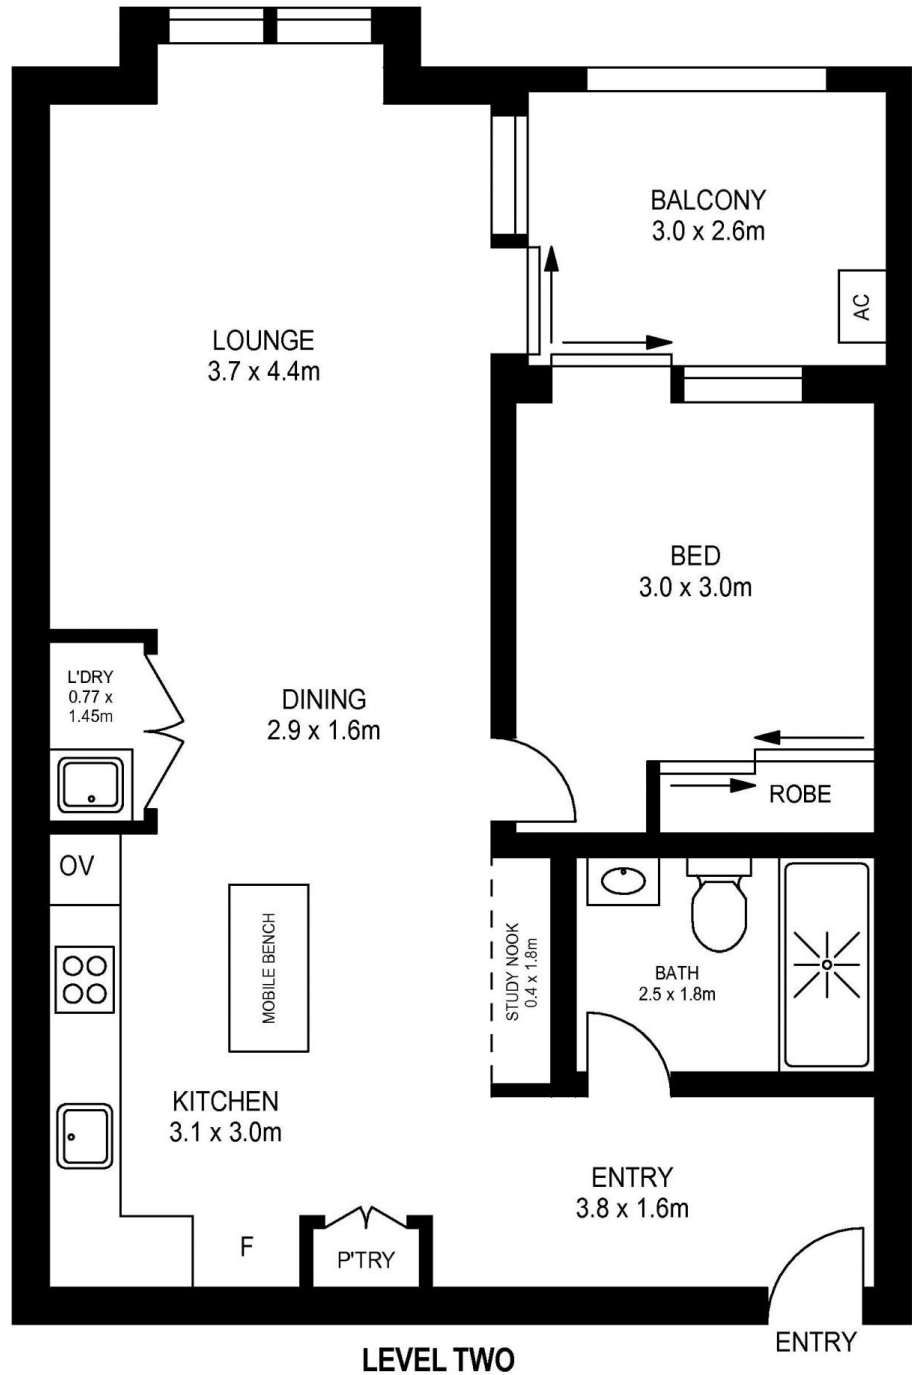 BALCONY
3.0 x 2.6m
AC
LOUNGE
3.7 x 4.4m
BED
3.0 x 3.0m
L'DRY
0.77 x
1.45m
DINING
2.9 x 1.6m
ROBE
OV
MOBILE BENCH
STUDY NOOK
0.4 x 1.8m
BATH
2.5 x 1.8m
KITCHEN
3.1 x 3.0m
ENTRY
3.8 x 1.6m
F
P'TRY
ENTRY
LEVEL TWO